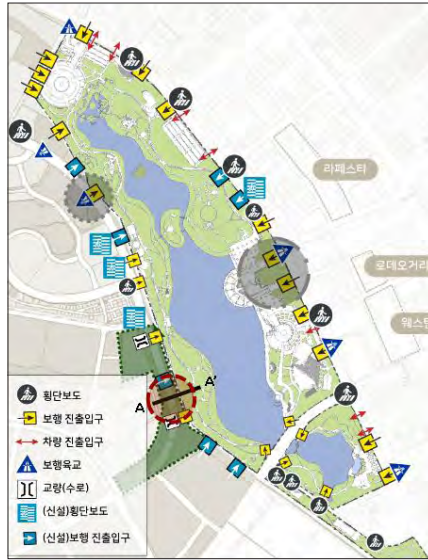 라페스타
로데오거리
웨스턴
A
A'
횡단보도
보행 진출입구
차량 진출입구
보행육교
교량(수로)
(신설)횡단보도
(신설)보행 진출입구